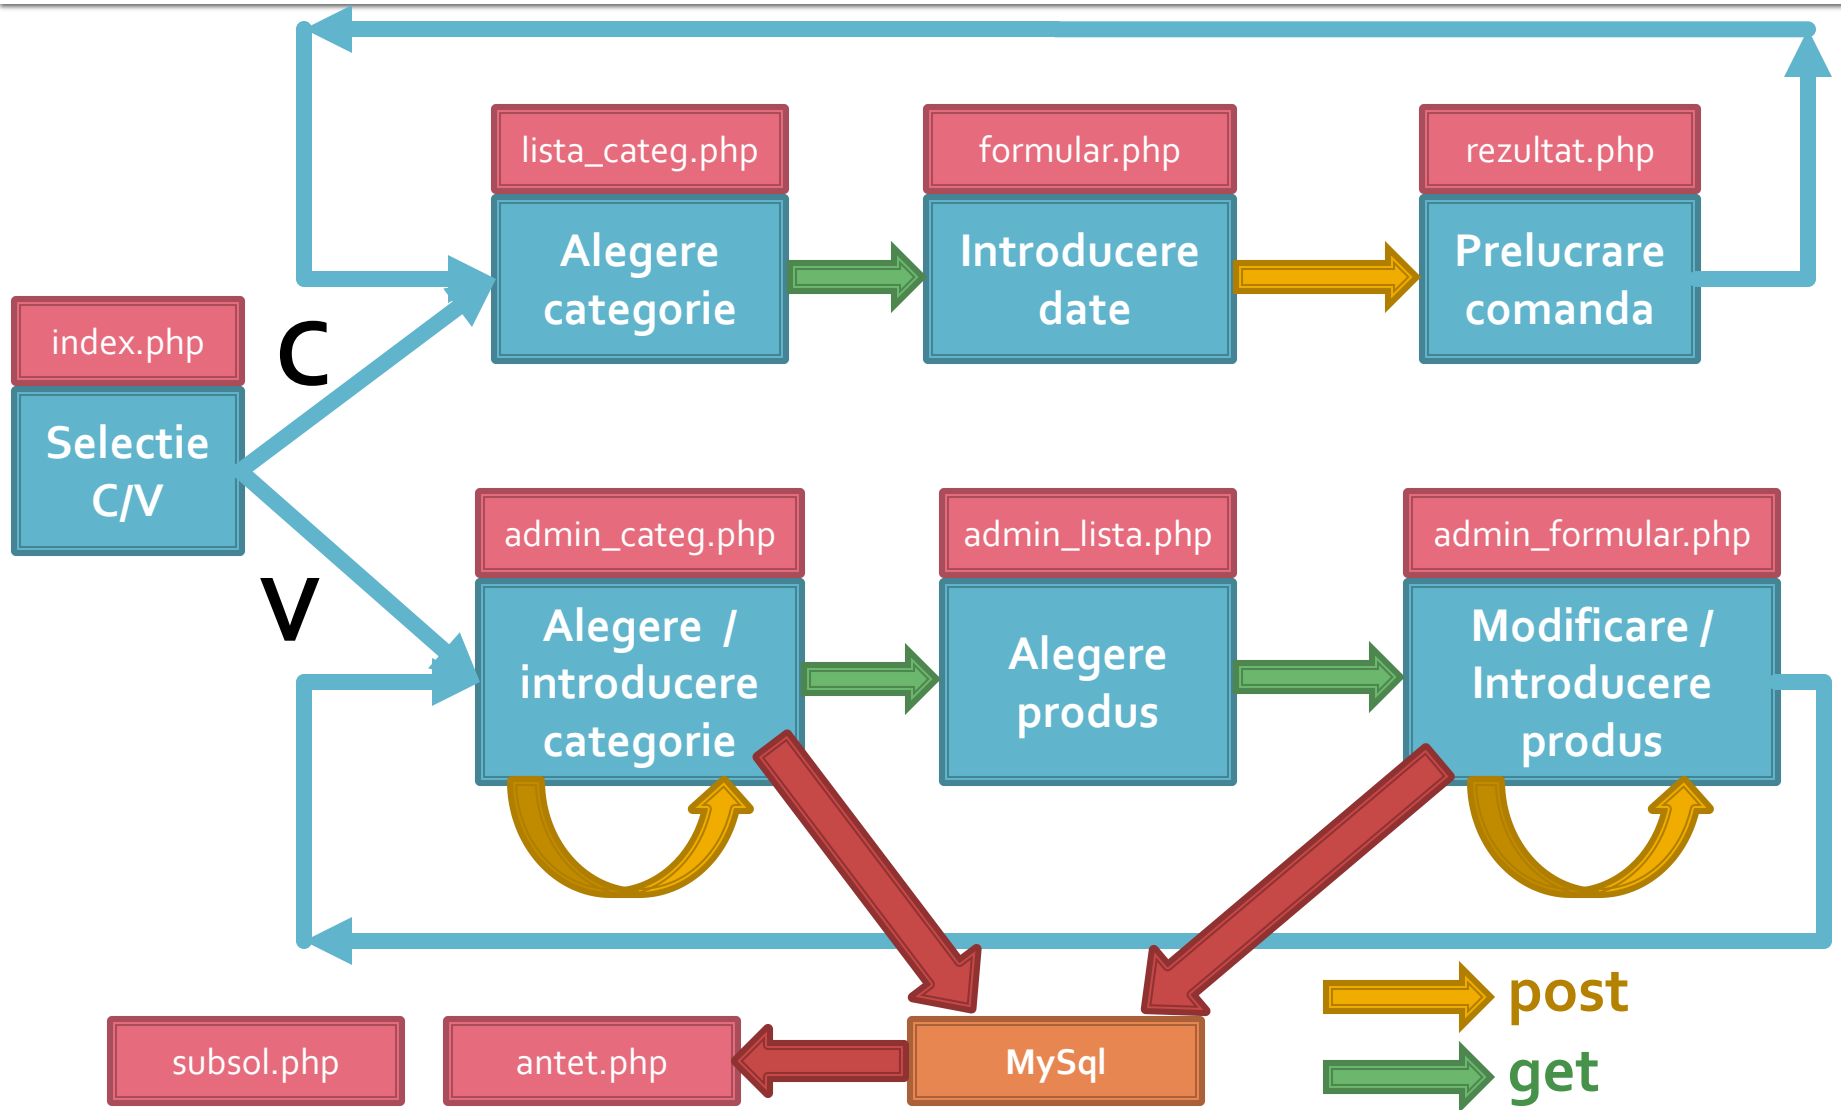 lista_categ.php
formular.php
rezultat.php
Alegere
categorie
Introducere
date
Prelucrare
comanda
index.php
C
Selectie
C/V
V
admin_categ.php
admin_lista.php
admin_formular.php
Alegere /
introducere
categorie
Alegere
produs
Modificare /
Introducere
produs
post
get
subsol.php
antet.php
MySql